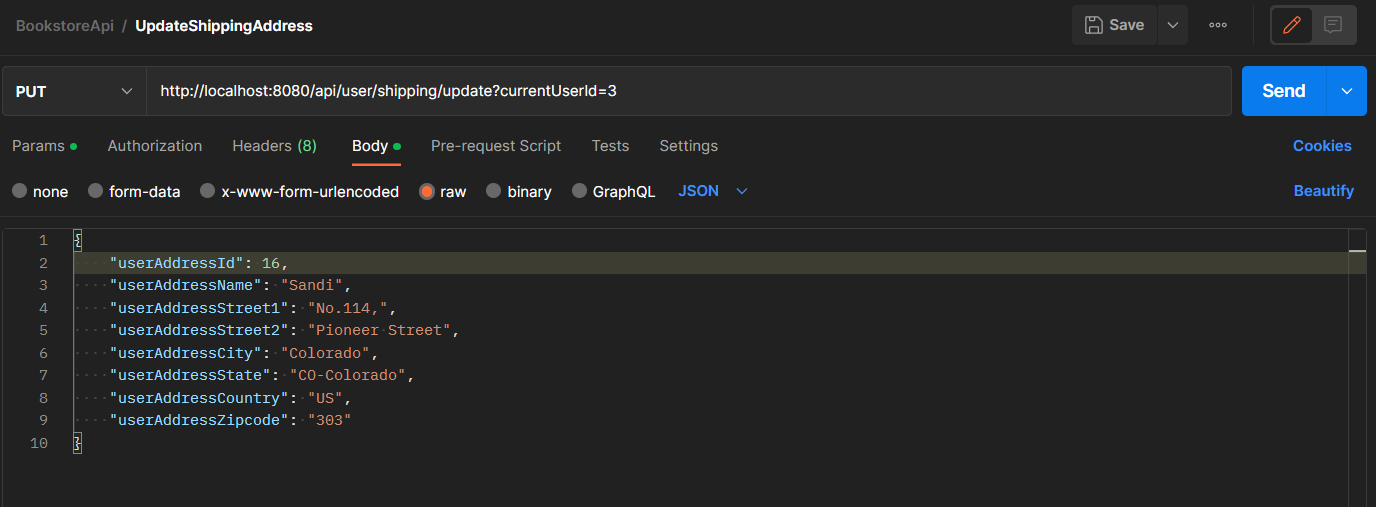 BookstoreApi / UpdateShippingAddress
Save
PUT
http://localhost:8080/api/user/shipping/update?currentUserId=3
Send
Params Authorization Headers (8) Body Pre-request Script Tests Settings Cookies
none form-data x-www-form-urlencoded raw binary GraphQL JSON Beautify
1 {
2 "userAddressId": 16,
3 "userAddressName": "Sandi",
4 "userAddressStreet1": "No.114,",
5 "userAddressStreet2": "Pioneer Street",
6 "userAddressCity": "Colorado",
7 "userAddressState": "CO-Colorado",
8 "userAddressCountry": "US",
9 "userAddressZipcode": "303"
10 }